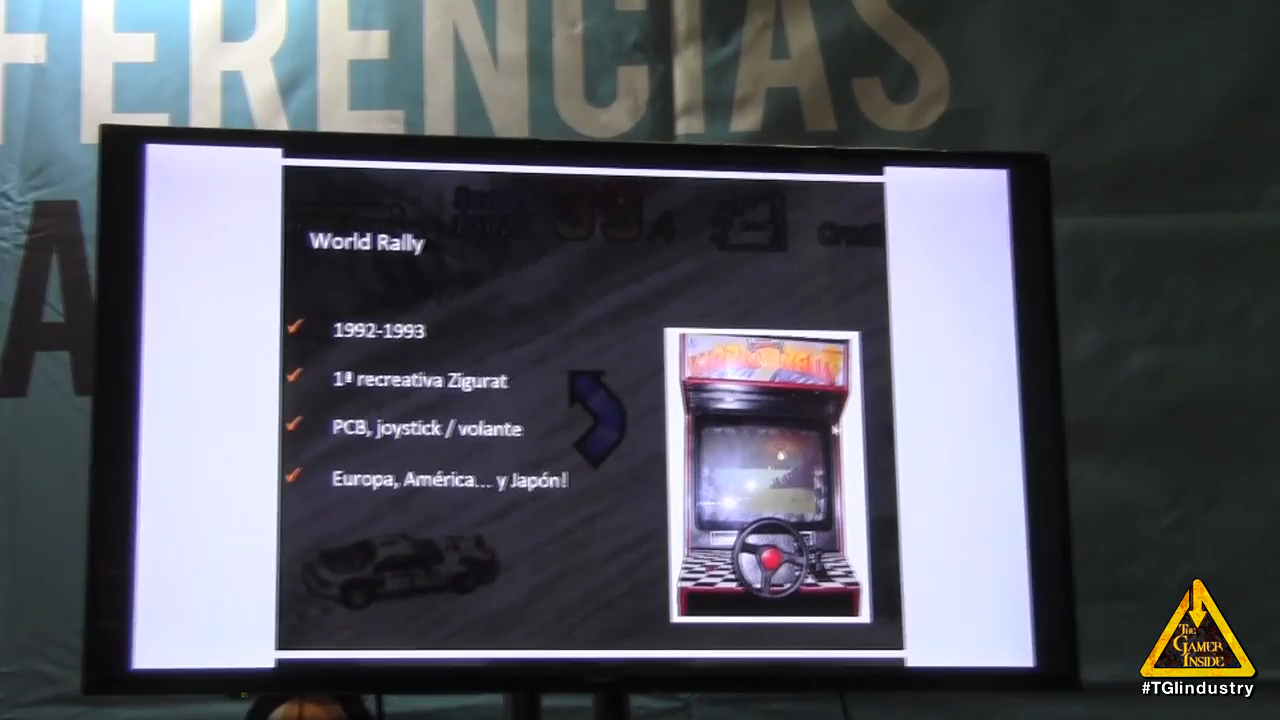 FERENCIAS
A
World Rally
1992-1993
1ª recreativa Zigurat
PCB, joystick / volante
Europa, América... y Japón!
THE
GAMER
INSIDE
#TGIindustry